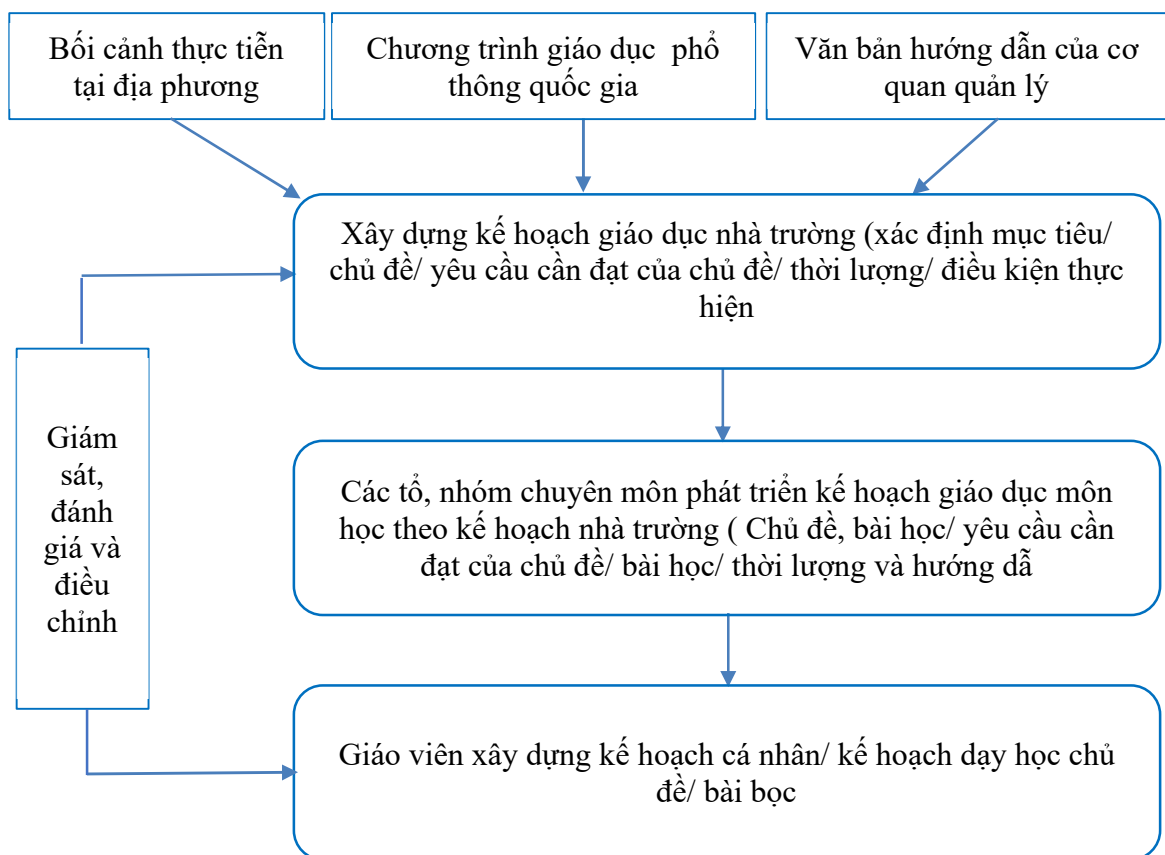 Bối cảnh thực tiễn
tại địa phương
Chương trình giáo dục phổ
thông quốc gia
Văn bản hướng dẫn của cơ
quan quản lý
Xây dựng kế hoạch giáo dục nhà trường (xác định mục tiêu/
chủ đề/ yêu cầu cần đạt của chủ đề/ thời lượng/ điều kiện thực
hiện
Giám
sát,
đánh
giá và
điều
chỉnh
Các tổ, nhóm chuyên môn phát triển kế hoạch giáo dục môn
học theo kế hoạch nhà trường ( Chủ đề, bài học/ yêu cầu cần
đạt của chủ đề/ bài học/ thời lượng và hướng dẫ
Giáo viên xây dựng kế hoạch cá nhân/ kế hoạch dạy học chủ
đề/ bài bọc